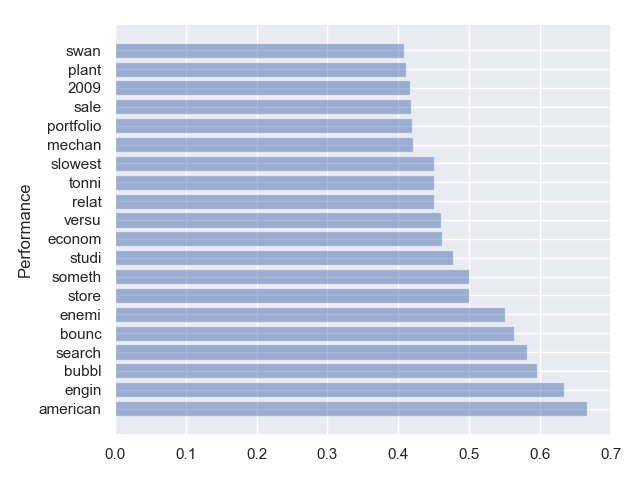 swan
plant
2009
sale
portfolio
mechan
slowest
tonni
relat
versu
econom
studi
someth
store
enemi
bounc
search
bubbl
engin
american
Performance
0.0 0.1 0.2 0.3 0.4 0.5 0.6 0.7